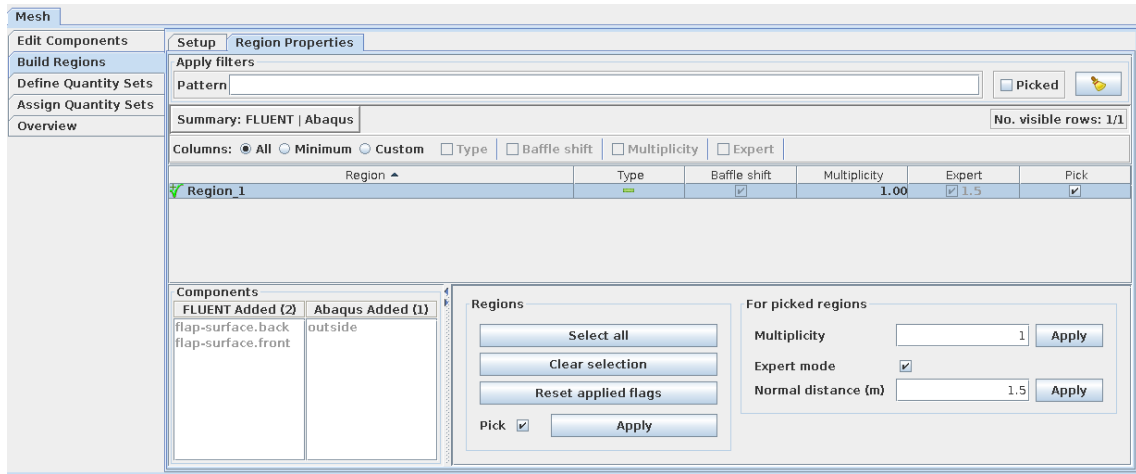 Mesh
Edit Components
Build Regions
Define Quantity Sets
Assign Quantity Sets
Overview
Setup Region Properties
Apply filters
Pattern Picked
Summary: FLUENT | Abaqus No. visible rows: 1/1
Columns: All Minimum Custom Type Baffle shift Multiplicity Expert
Region Type Baffle shift Multiplicity Expert Pick
Region_1 1.00 1.5
Components
FLUENT Added (2) Abaqus Added (1)
flap-surface.back outside
flap-surface.front
Regions
Select all
Clear selection
Reset applied flags
Pick Apply
For picked regions
Multiplicity 1 Apply
Expert mode
Normal distance (m) 1.5 Apply